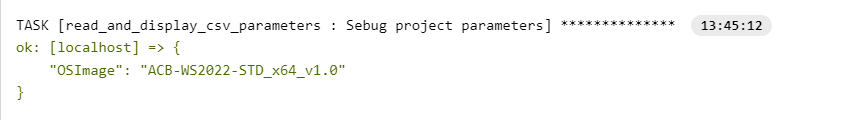 TASK [read_and_display_csv_parameters : Sebug project parameters] ************** 13:45:12
ok: [localhost] => {
    "OSImage": "ACB-WS2022-STD_x64_v1.0"
}